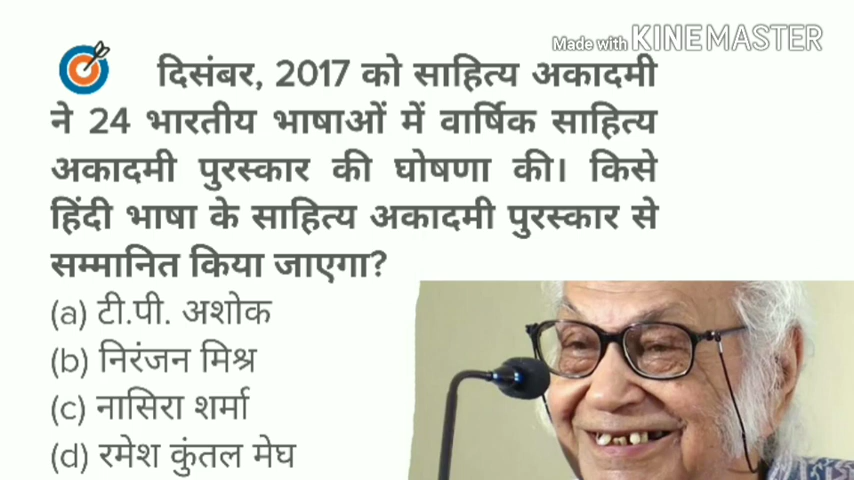 Made with KINEMASTER
दिसंबर, 2017 को साहित्य अकादमी
ने 24 भारतीय भाषाओं में वार्षिक साहित्य
अकादमी पुरस्कार की घोषणा की। किसे
हिंदी भाषा के साहित्य अकादमी पुरस्कार से
सम्मानित किया जाएगा?
(a) टी.पी. अशोक
(b) निरंजन मिश्र
(c) नासिरा शर्मा
(d) रमेश कुंतल मेघ